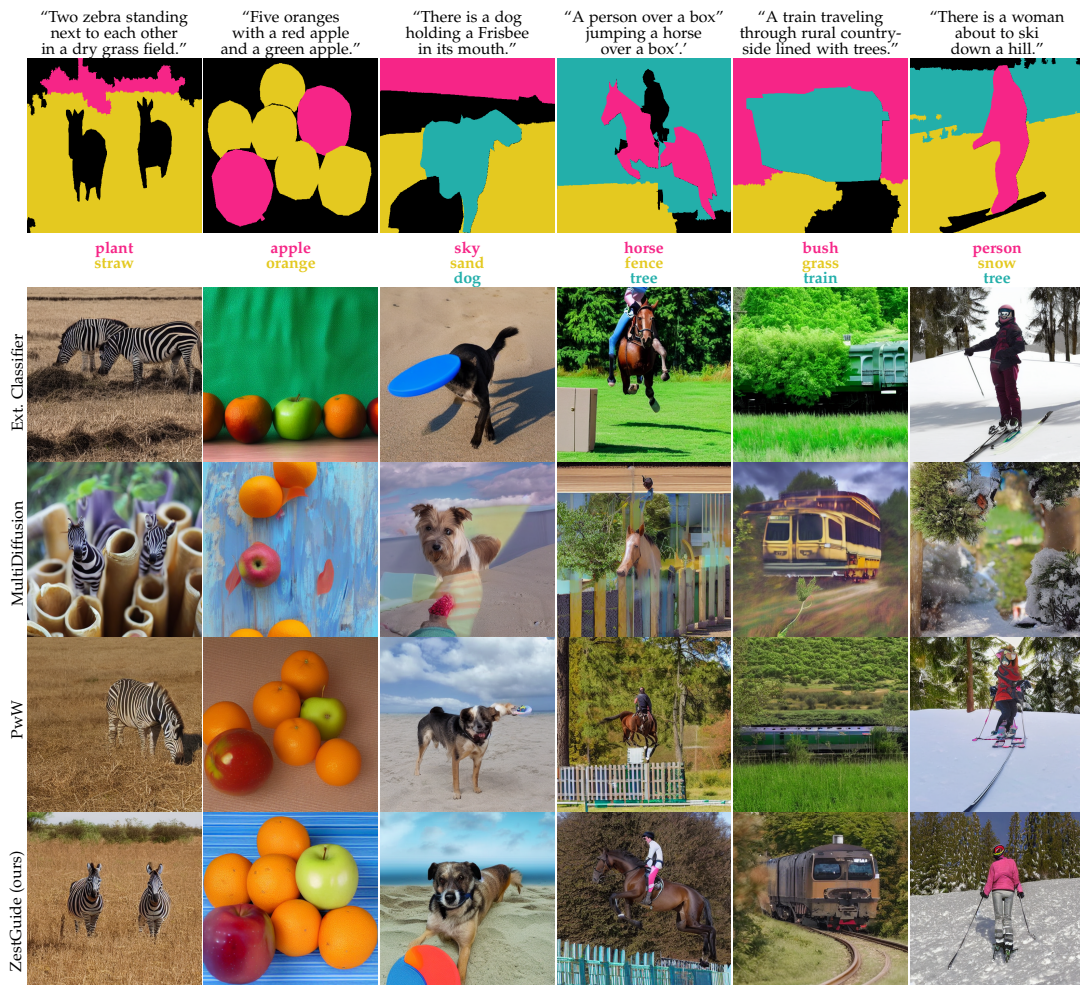 “Two zebra standing
next to each other
in a dry grass field.”
“Five oranges
with a red apple
and a green apple.”
“There is a dog
holding a Frisbee
in its mouth.”
“A person over a box”
jumping a horse
over a box’.’
“A train traveling
through rural country-
side lined with trees.”
“There is a woman
about to ski
down a hill.”
plant
straw
apple
orange
sky
sand
dog
horse
fence
tree
bush
grass
train
person
snow
tree
Ext. Classifier
MultiDiffusion
PwW
ZestGuide (ours)